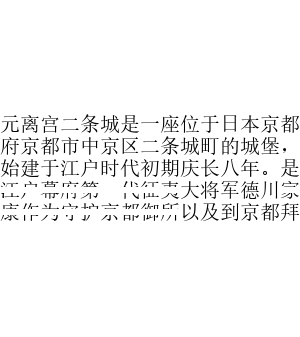 元离宫二条城是一座位于日本京都
府京都市中京区二条城町的城堡，
始建于江户时代初期庆长八年。是
江户幕府第一代征夷大将军德川家
康作为守护京都御所以及到京都拜